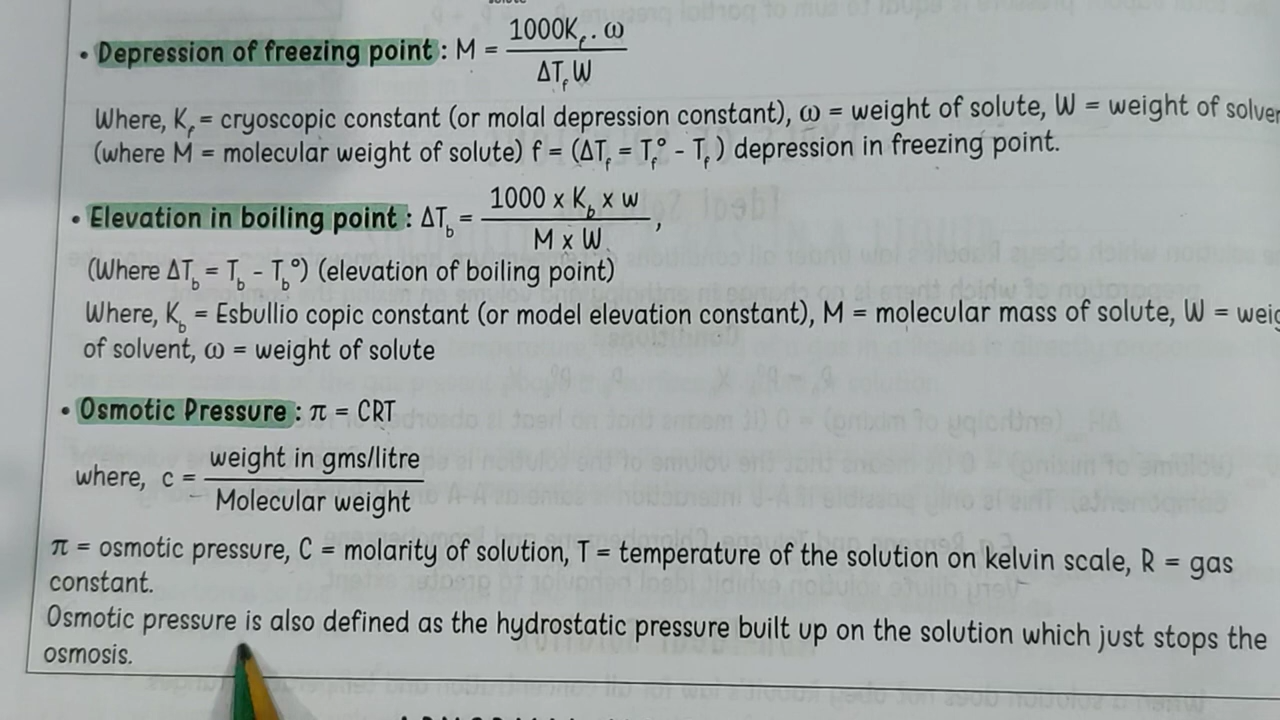 • Depression of freezing point : M = 1000K_f . ω / ΔT_f W
Where, K_f = cryoscopic constant (or molal depression constant), ω = weight of solute, W = weight of
(where M = molecular weight of solute) f = (ΔT_f = T_f° - T_f ) depression in freezing point.
• Elevation in boiling point : ΔT_b = 1000 x K_b x w / M x W ,
(Where ΔT_b = T_b - T_b°) (elevation of boiling point)
Where, K_b = Esbullio copic constant (or model elevation constant), M = molecular mass of solute, W =
of solvent, ω = weight of solute
• Osmotic Pressure : π = CRT
where, c = weight in gms/litre / Molecular weight
π = osmotic pressure, C = molarity of solution, T = temperature of the solution on kelvin scale, R = gas
constant.
Osmotic pressure is also defined as the hydrostatic pressure built up on the solution which just stops the
osmosis.